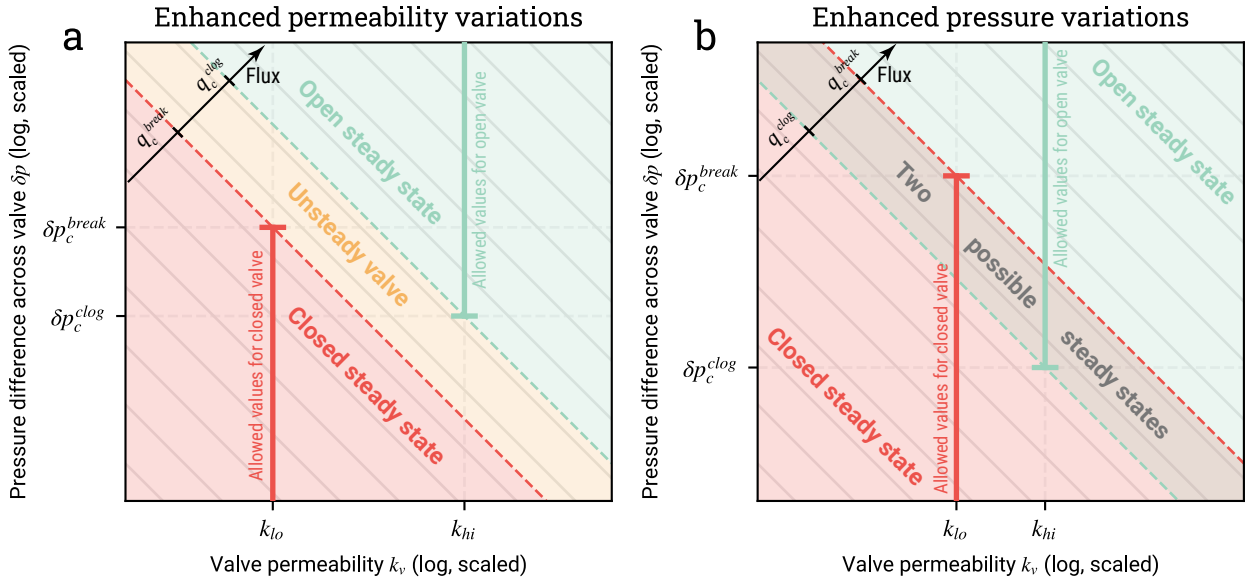 Enhanced permeability variations
a
Pressure difference across valve δp (log, scaled)
q_c^break
q_c^clog
Flux
Open steady state
Unsteady valve
Closed steady state
Allowed values for closed valve
Allowed values for open valve
δp_c^break
δp_c^clog
k_lo
k_hi
Valve permeability k_v (log, scaled)
Enhanced pressure variations
b
Pressure difference across valve δp (log, scaled)
q_c^clog
q_c^break
Flux
Open steady state
Two
possible
steady states
Closed steady state
Allowed values for closed valve
Allowed values for open valve
δp_c^break
δp_c^clog
k_lo
k_hi
Valve permeability k_v (log, scaled)